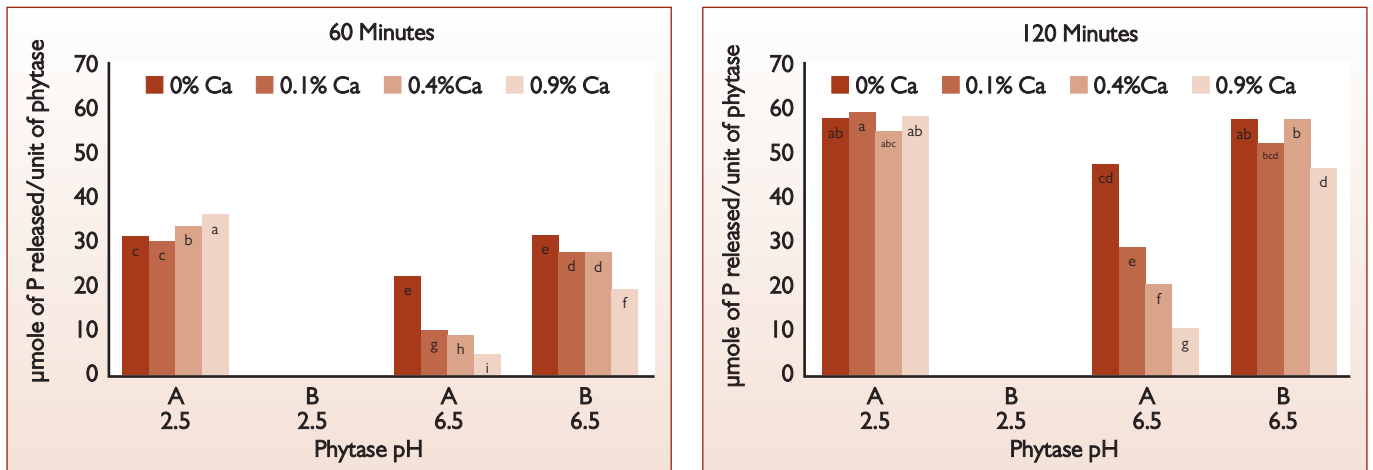 60 Minutes
µmole of P released/unit of phytase
70
60
50
40
30
20
10
0
0% Ca 0.1% Ca 0.4%Ca 0.9% Ca
c c b a
e g h i
e d d f
A B A B
2.5 2.5 6.5 6.5
Phytase pH
120 Minutes
µmole of P released/unit of phytase
70
60
50
40
30
20
10
0
0% Ca 0.1% Ca 0.4%Ca 0.9% Ca
ab a abc ab
cd e f g
ab bcd b d
A B A B
2.5 2.5 6.5 6.5
Phytase pH